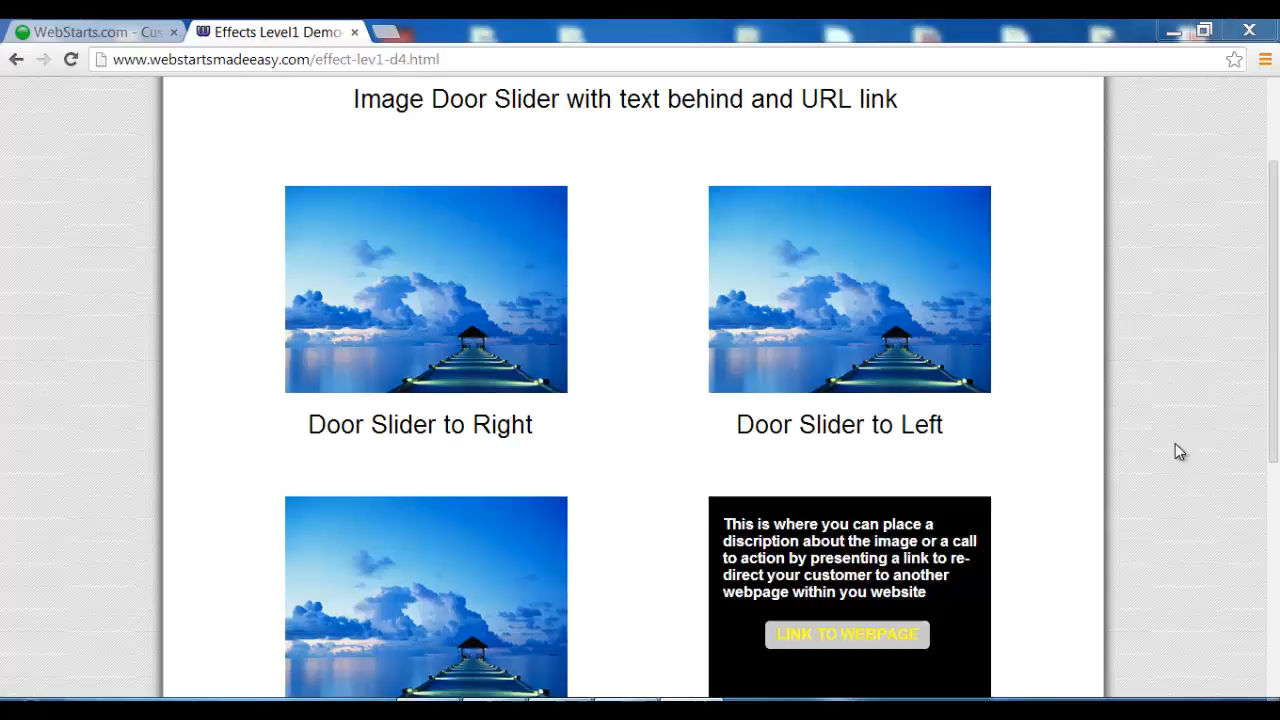 WebStarts.com - Cus
Effects Level1 Demo
www.webstartsmadeeasy.com/effect-lev1-d4.html
Image Door Slider with text behind and URL link
Door Slider to Right
Door Slider to Left
This is where you can place a
discription about the image or a call
to action by presenting a link to re-
direct your customer to another
webpage within you website
LINK TO WEBPAGE